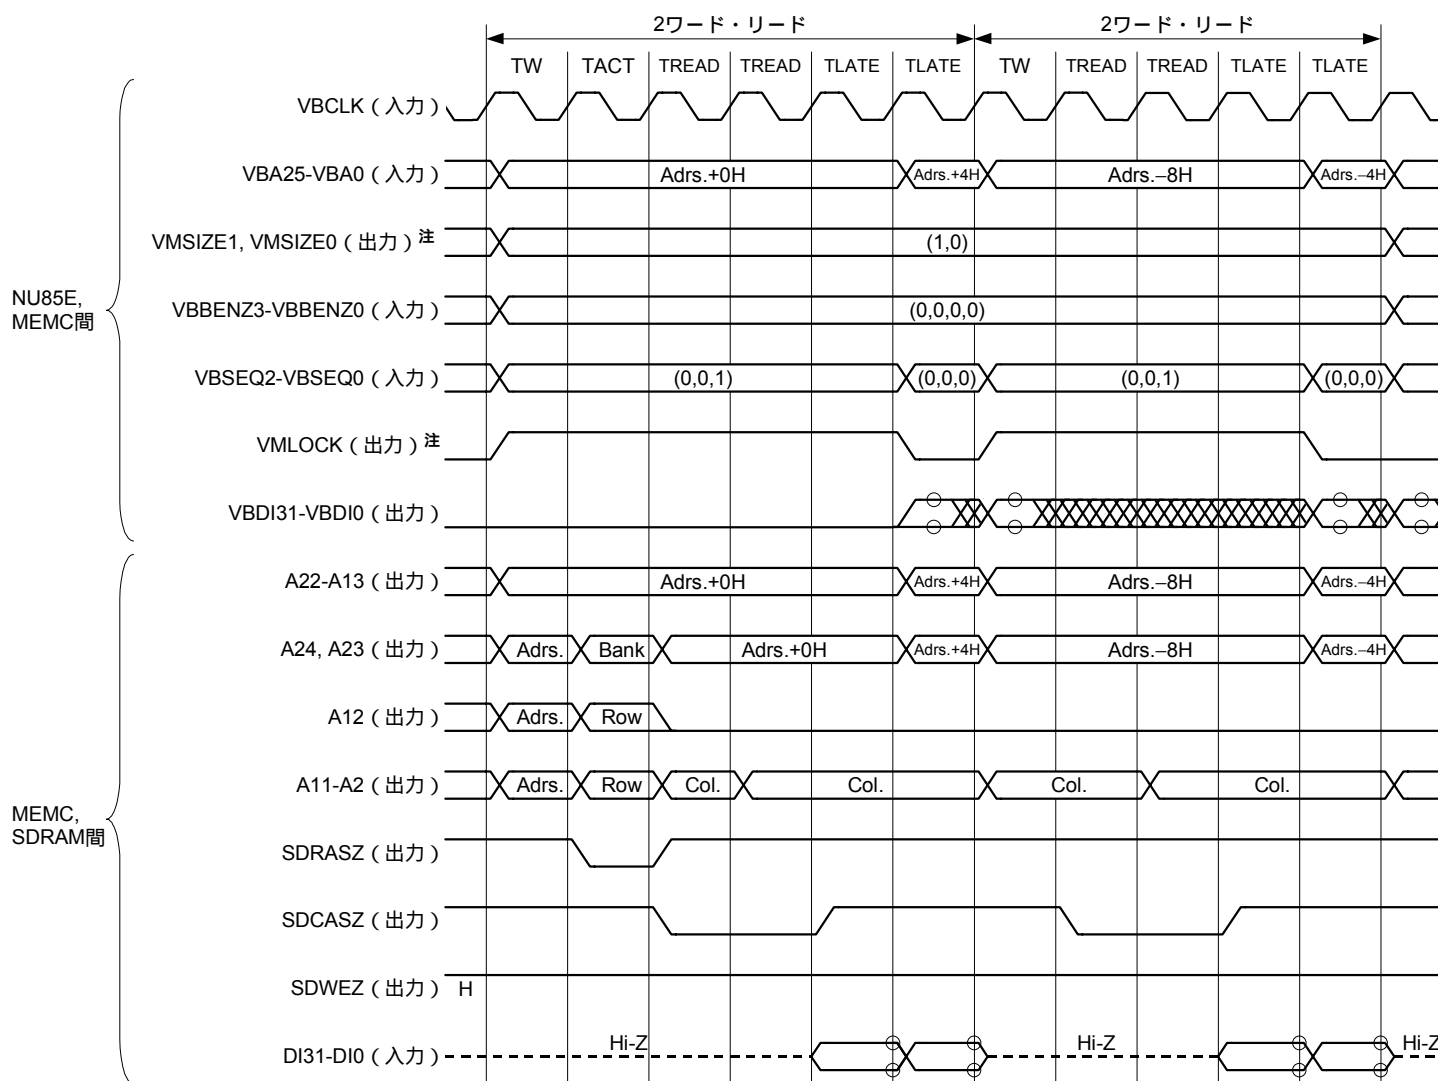 2ワード・リード 2ワード・リード
TW TACT TREAD TREAD TLATE TLATE TW TREAD TREAD TLATE TLATE
VBCLK（入力）
VBA25-VBA0（入力） Adrs.+0H Adrs.+4H Adrs.–8H Adrs.–4H
VMSIZE1, VMSIZE0（出力）注 (1,0)
NU85E,
MEMC間
VBBENZ3-VBBENZ0（入力） (0,0,0,0)
VBSEQ2-VBSEQ0（入力） (0,0,1) (0,0,0) (0,0,1) (0,0,0)
VMLOCK（出力）注
VBDI31-VBDI0（出力）
A22-A13（出力） Adrs.+0H Adrs.+4H Adrs.–8H Adrs.–4H
A24, A23（出力） Adrs. Bank Adrs.+0H Adrs.+4H Adrs.–8H Adrs.–4H
A12（出力） Adrs. Row
A11-A2（出力） Adrs. Row Col. Col. Col. Col.
MEMC,
SDRAM間
SDRASZ（出力）
SDCASZ（出力）
SDWEZ（出力） H
DI31-DI0（入力） Hi-Z Hi-Z Hi-Z